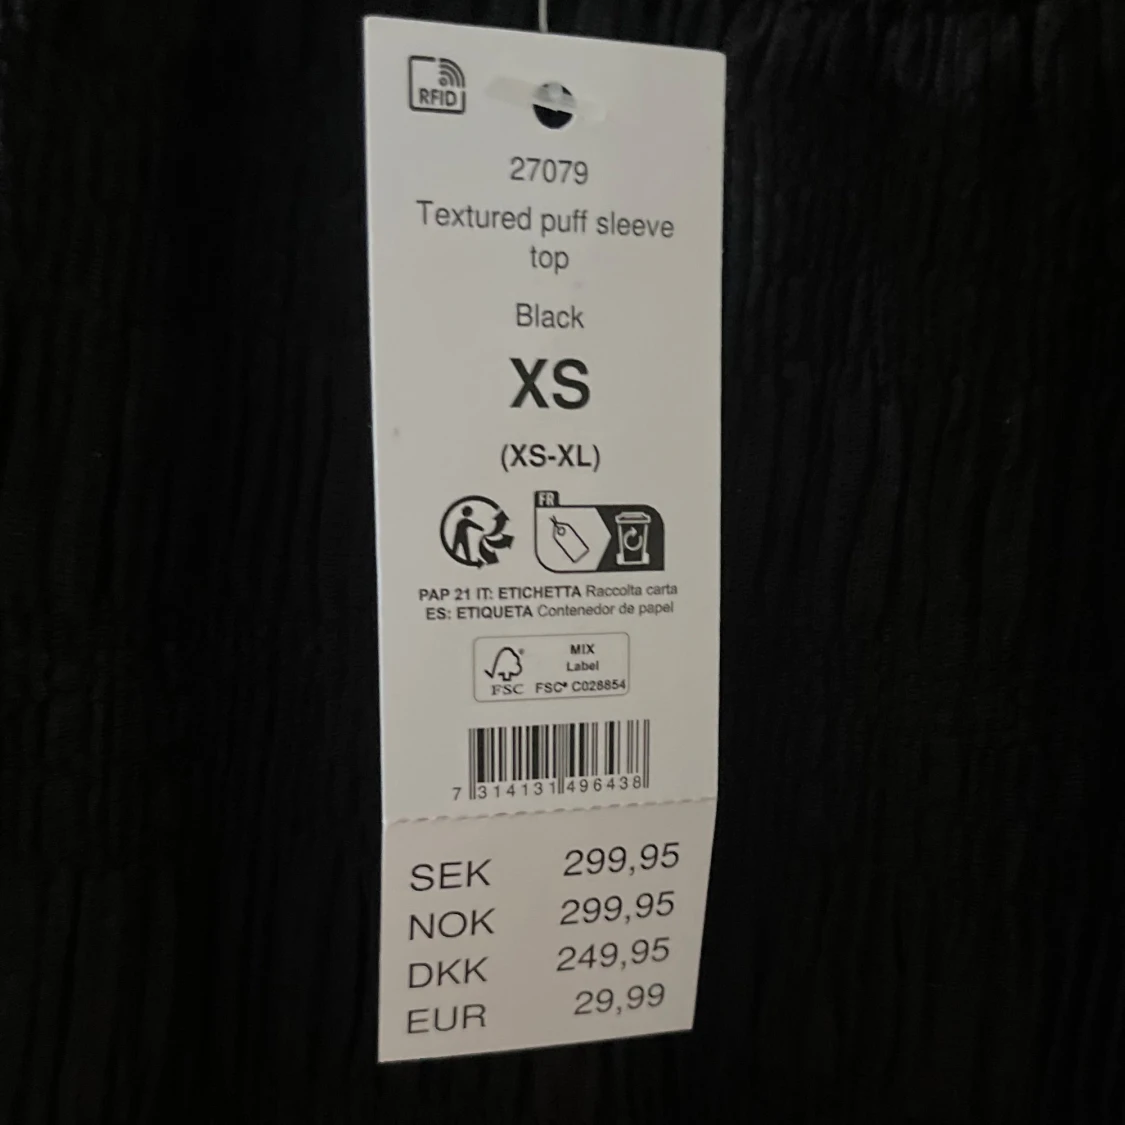 RFID
27079
Textured puff sleeve
top
Black
XS
(XS-XL)
FR
PAP 21 IT: ETICHETTA Raccolta carta
ES: ETIQUETA Contenedor de papel
MIX
Label
FSC® C028854
FSC
7 314131 496438
SEK 299,95
NOK 299,95
DKK 249,95
EUR 29,99